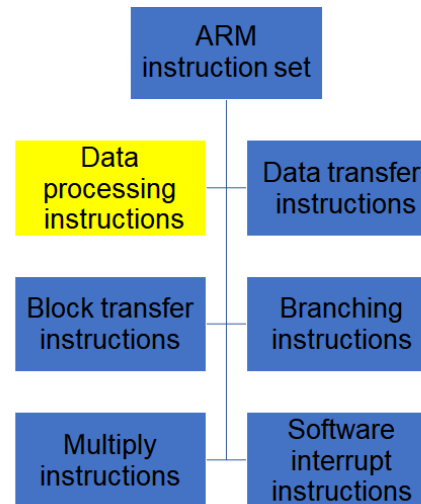 ARM
instruction set
Data
processing
instructions
Data transfer
instructions
Block transfer
instructions
Branching
instructions
Multiply
instructions
Software
interrupt
instructions